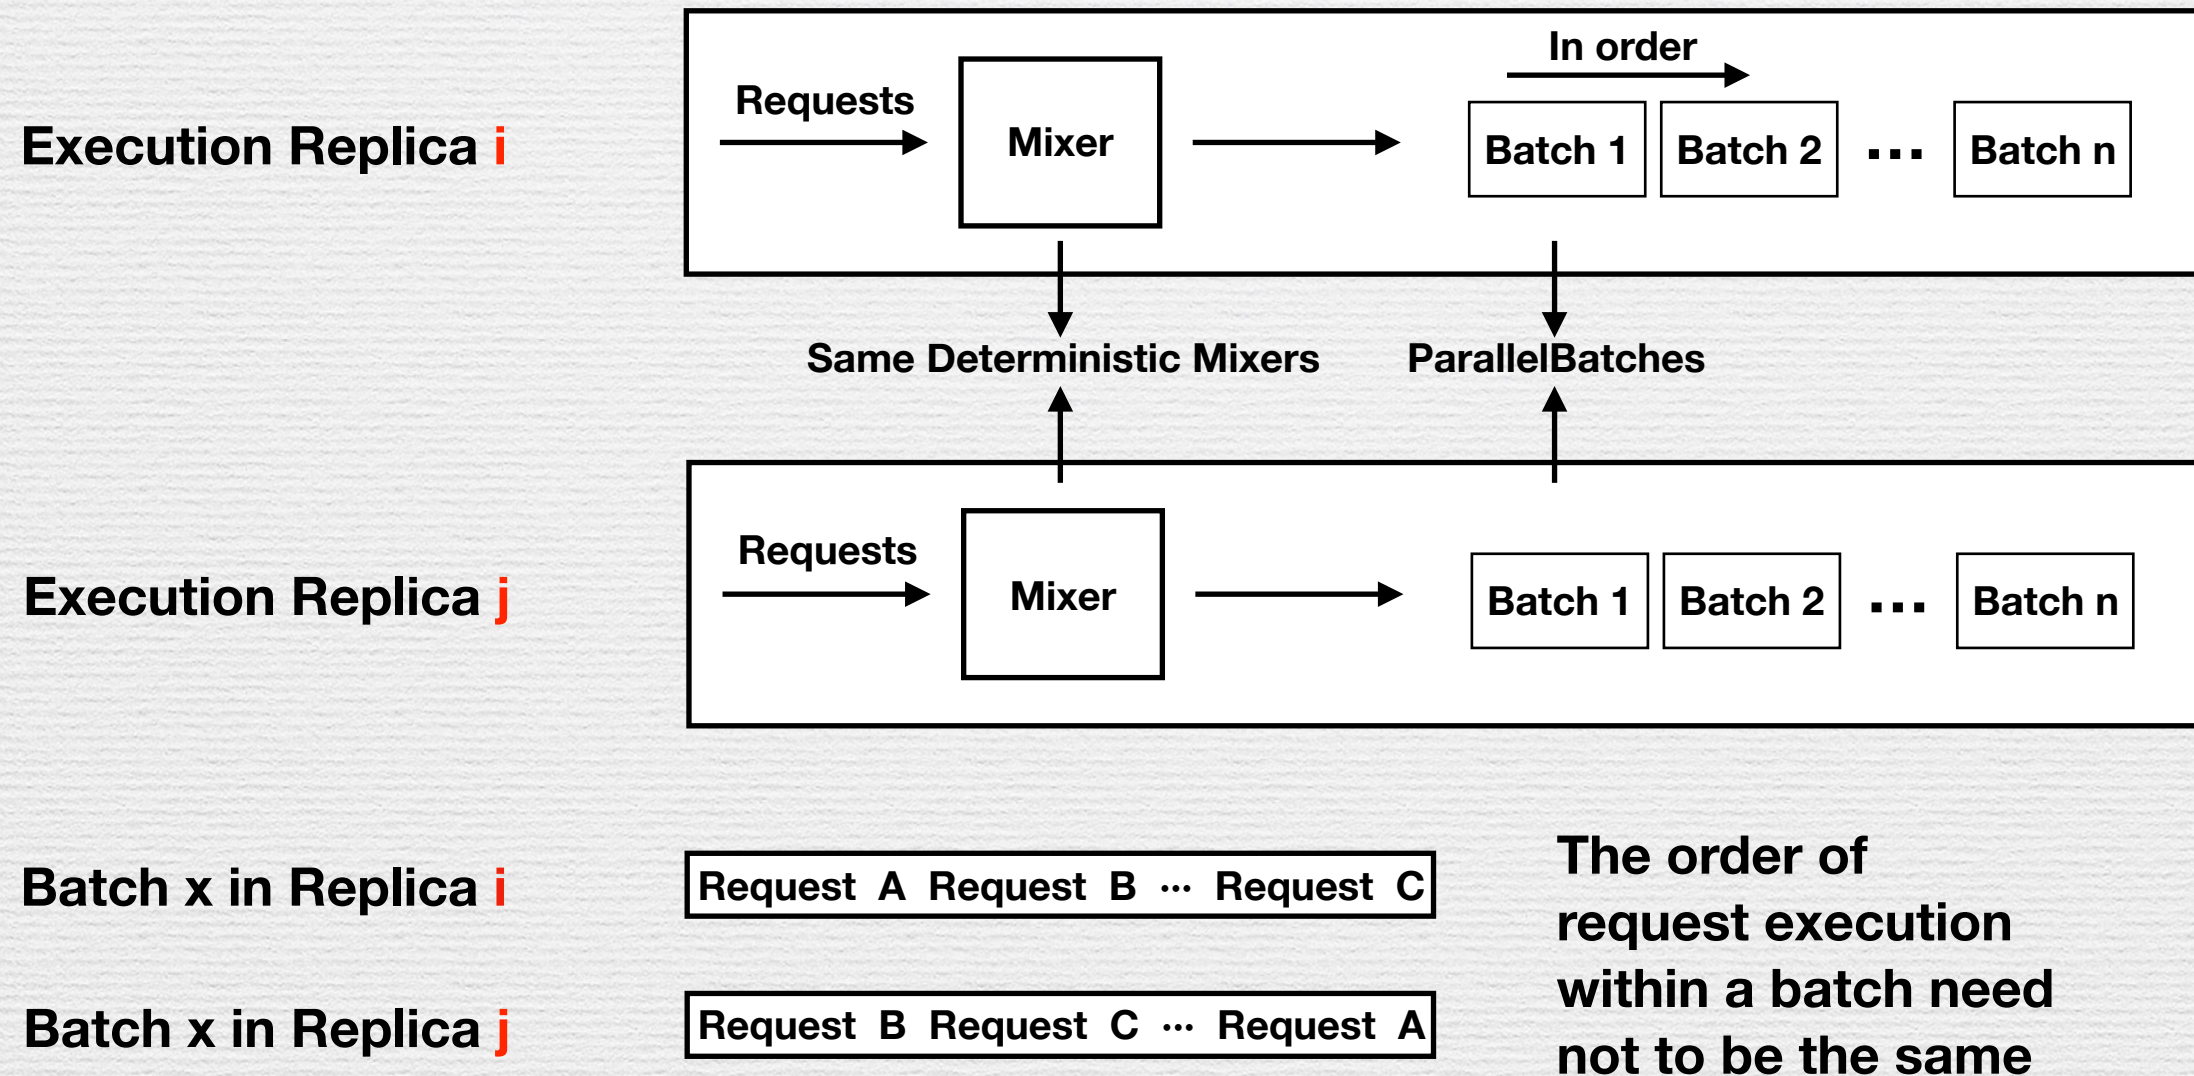 In order
Requests
Execution Replica i
Mixer
Batch 1
Batch 2
...
Batch n
Same Deterministic Mixers
ParallelBatches
Requests
Execution Replica j
Mixer
Batch 1
Batch 2
...
Batch n
Batch x in Replica i
Request A Request B ... Request C
Batch x in Replica j
Request B Request C ... Request A
The order of
request execution
within a batch need
not to be the same